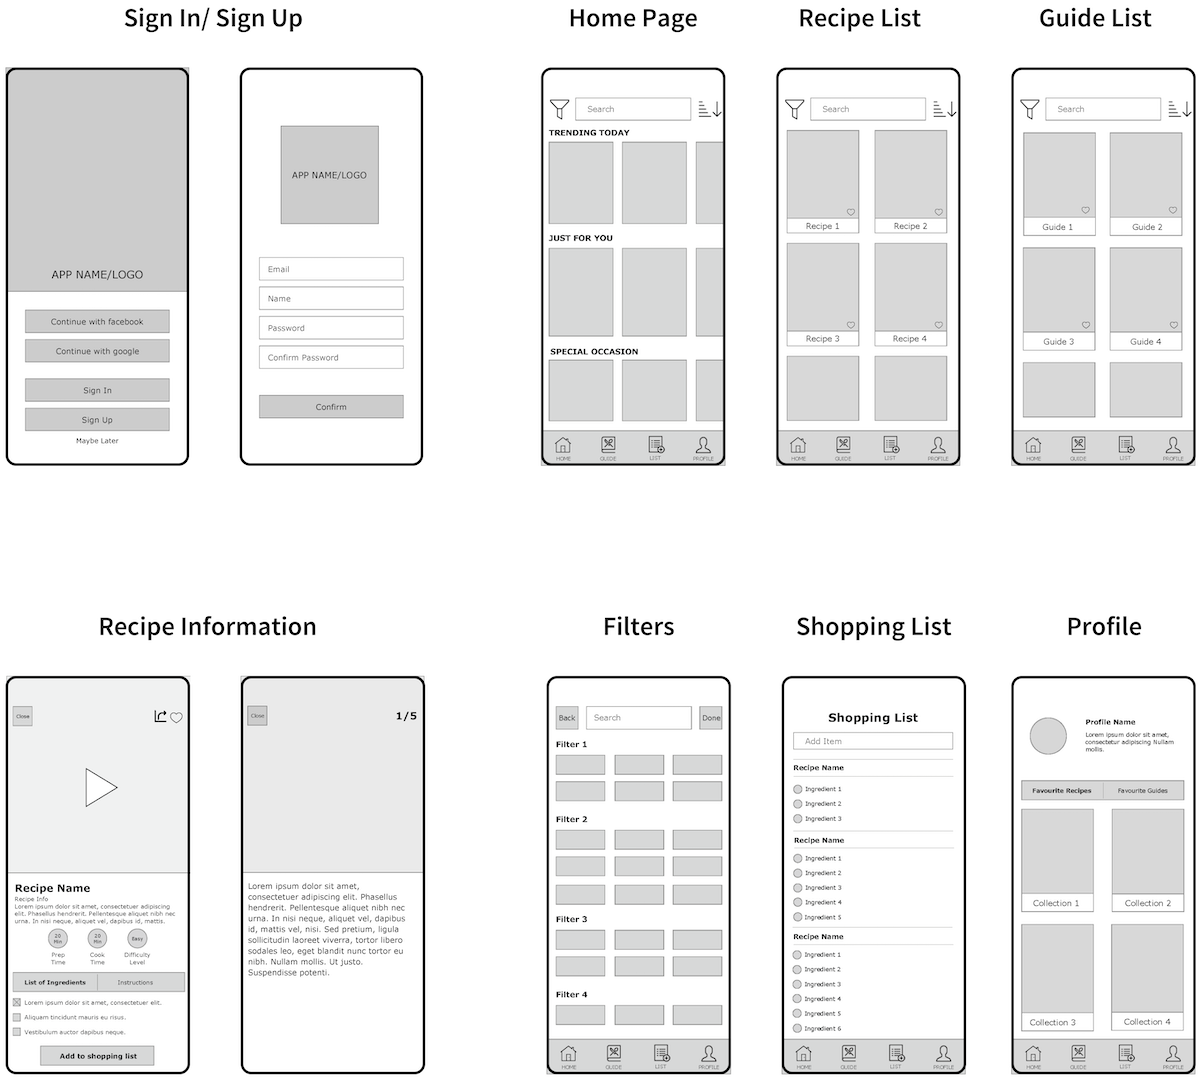 Sign In/ Sign Up
APP NAME/LOGO
Continue with facebook
Continue with google
Sign In
Sign Up
Maybe Later
APP NAME/LOGO
Email
Name
Password
Confirm Password
Confirm
Home Page
Search
TRENDING TODAY
JUST FOR YOU
SPECIAL OCCASION
HOME GUIDE LIST PROFILE
Recipe List
Search
Recipe 1 Recipe 2
Recipe 3 Recipe 4
HOME GUIDE LIST PROFILE
Guide List
Search
Guide 1 Guide 2
Guide 3 Guide 4
HOME GUIDE LIST PROFILE
Recipe Information
Close
Recipe Name
Recipe Info
Lorem ipsum dolor sit amet, consectetuer adipiscing
elit. Phasellus hendrerit. Pellentesque aliquet nibh nec
urna. In nisi neque, aliquet vel, dapibus id, mattis.
20 20 Easy
Min Min
Prep Cook Difficulty
Time Time Level
List of Ingredients Instructions
Lorem ipsum dolor sit amet, consectetuer elit.
Aliquam tincidunt mauris eu risus.
Vestibulum auctor dapibus neque.
Add to shopping list
Close 1/5
Lorem ipsum dolor sit amet,
consectetuer adipiscing elit. Phasellus
hendrerit. Pellentesque aliquet nibh nec
urna. In nisi neque, aliquet vel, dapibus
id, mattis vel, nisi. Sed pretium, ligula
sollicitudin laoreet viverra, tortor libero
sodales leo, eget blandit nunc tortor eu
nibh. Nullam mollis. Ut justo.
Suspendisse potenti.
Filters
Back Search Done
Filter 1
Filter 2
Filter 3
Filter 4
HOME GUIDE LIST PROFILE
Shopping List
Shopping List
Add Item
Recipe Name
Ingredient 1
Ingredient 2
Ingredient 3
Recipe Name
Ingredient 1
Ingredient 2
Ingredient 3
Ingredient 4
Ingredient 5
Recipe Name
Ingredient 1
Ingredient 2
Ingredient 3
Ingredient 4
Ingredient 5
Ingredient 6
HOME GUIDE LIST PROFILE
Profile
Profile Name
Lorem ipsum dolor sit amet,
consectetur adipiscing Nullam
mollis.
Favourite Recipes Favourite Guides
Collection 1 Collection 2
Collection 3 Collection 4
HOME GUIDE LIST PROFILE